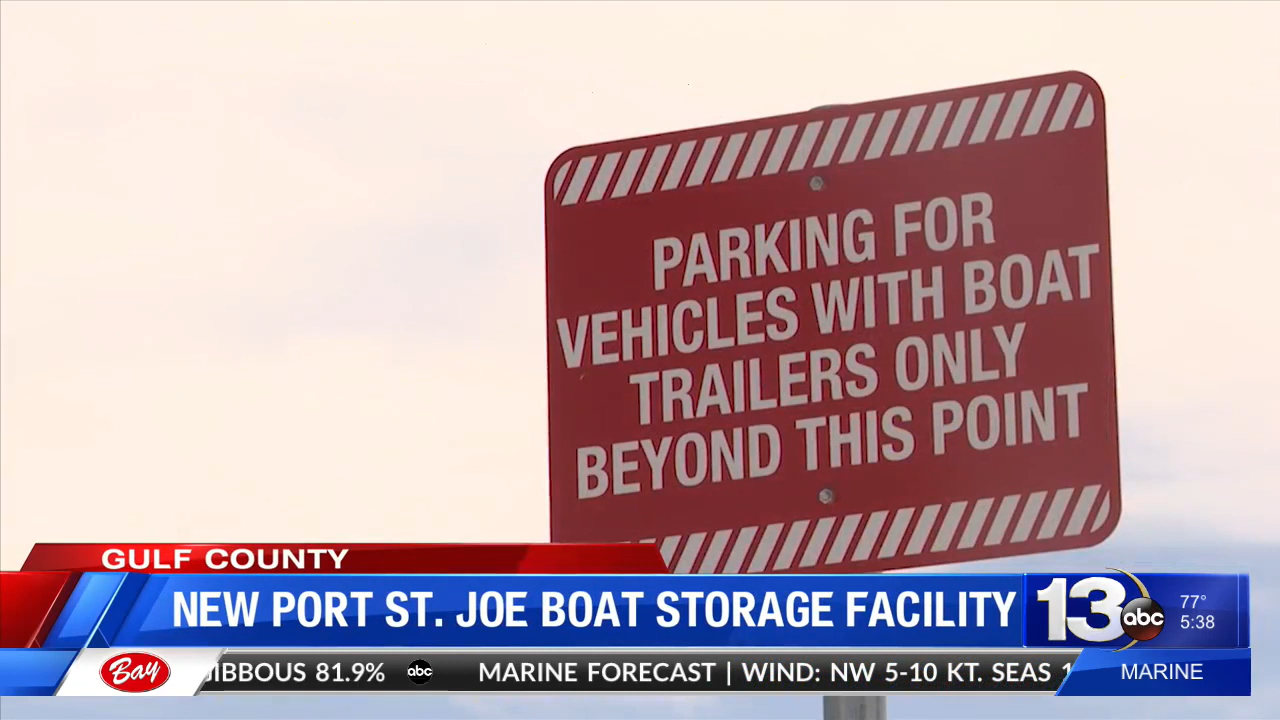 PARKING FOR
VEHICLES WITH BOAT
TRAILERS ONLY
BEYOND THIS POINT
GULF COUNTY
NEW PORT ST. JOE BOAT STORAGE FACILITY
13 abc
77°
5:38
Bay
IBBOUS 81.9% abc MARINE FORECAST | WIND: NW 5-10 KT. SEAS
MARINE